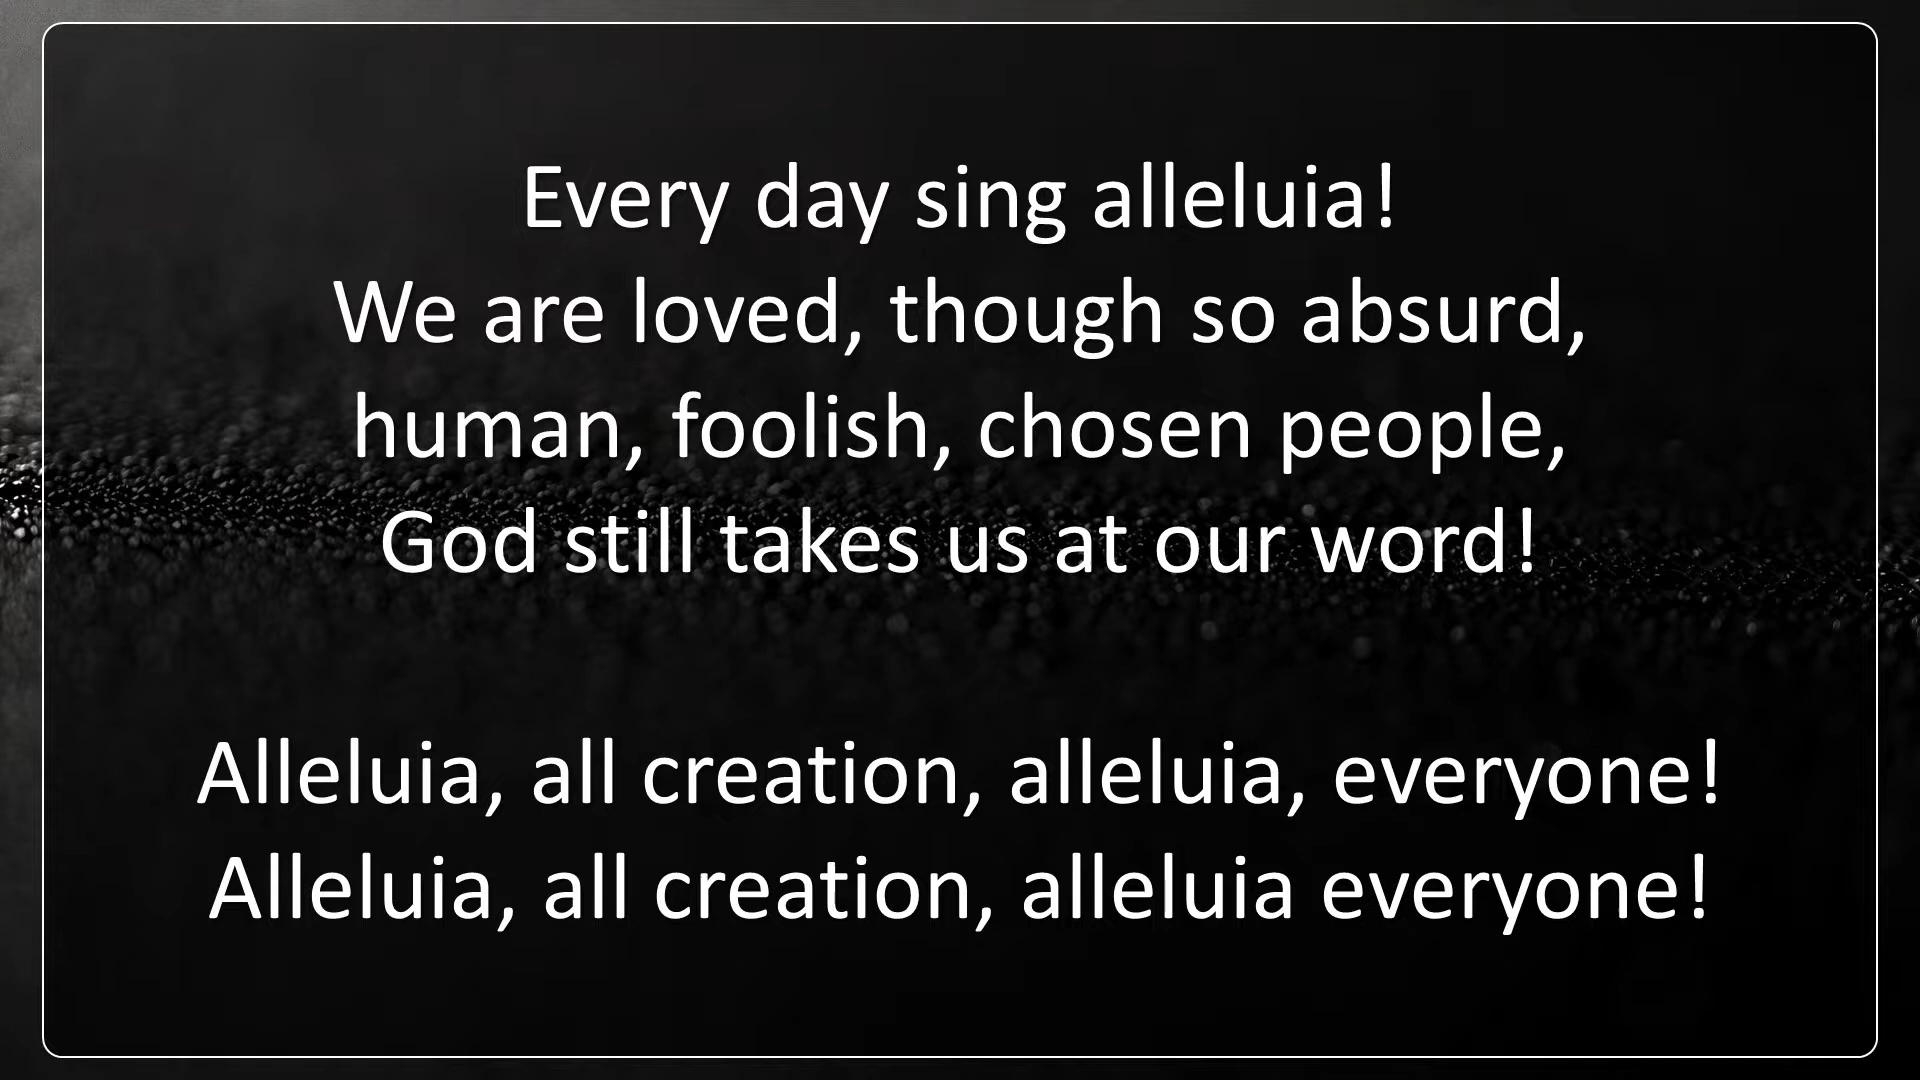 Every day sing alleluia!
We are loved, though so absurd,
human, foolish, chosen people,
God still takes us at our word!
Alleluia, all creation, alleluia, everyone!
Alleluia, all creation, alleluia everyone!